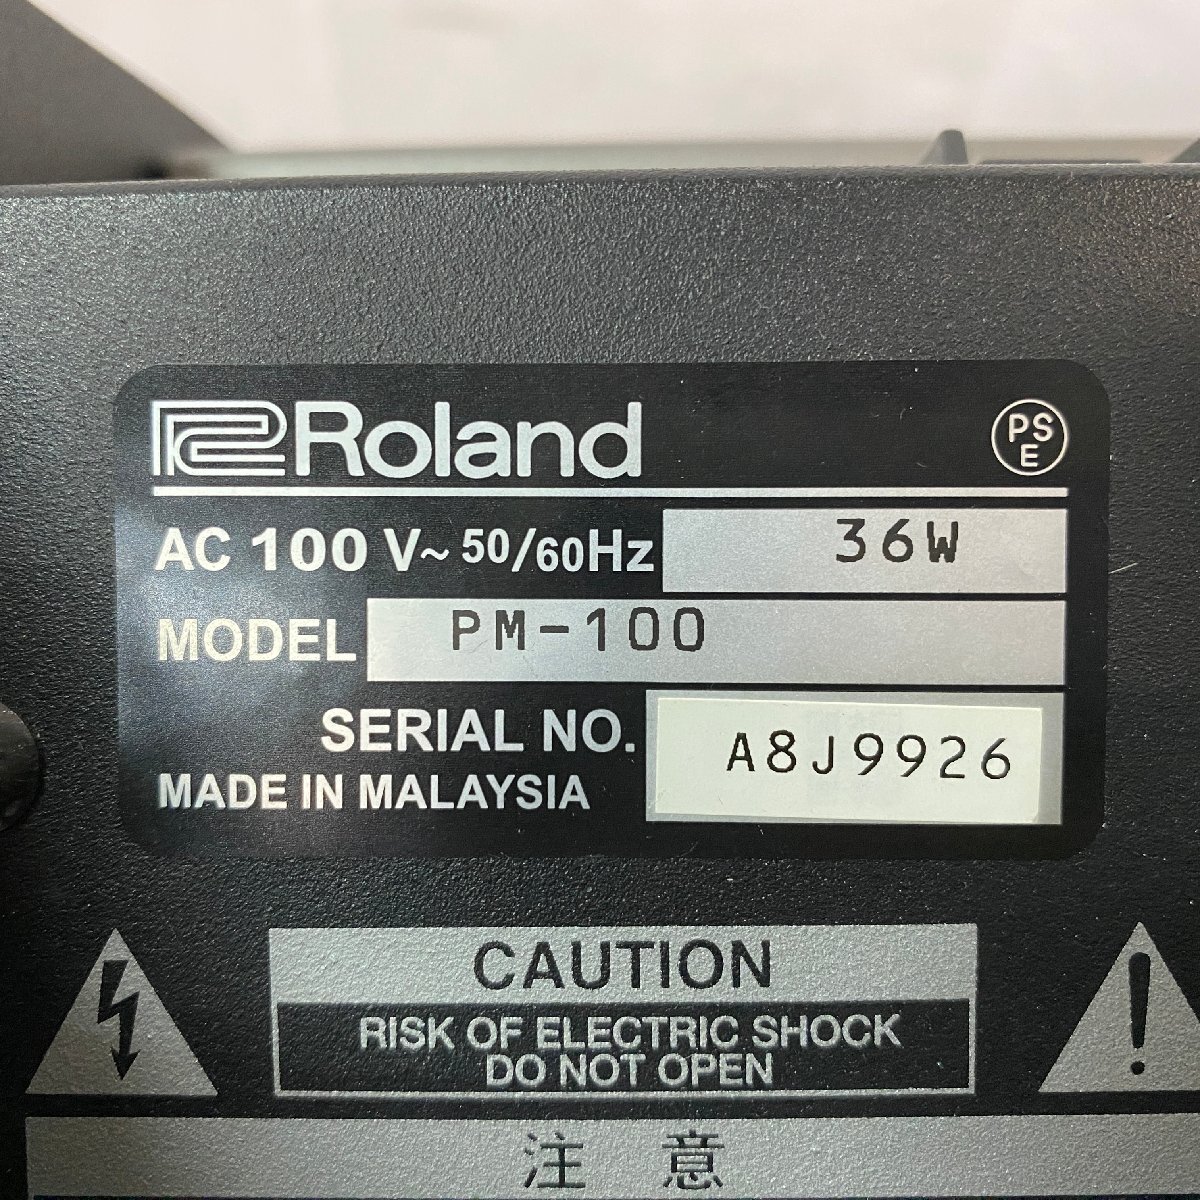 Roland PSE
AC 100 V~ 50/60Hz 36W
MODEL PM-100
SERIAL NO. A8J9926
MADE IN MALAYSIA
CAUTION
RISK OF ELECTRIC SHOCK
DO NOT OPEN
注意